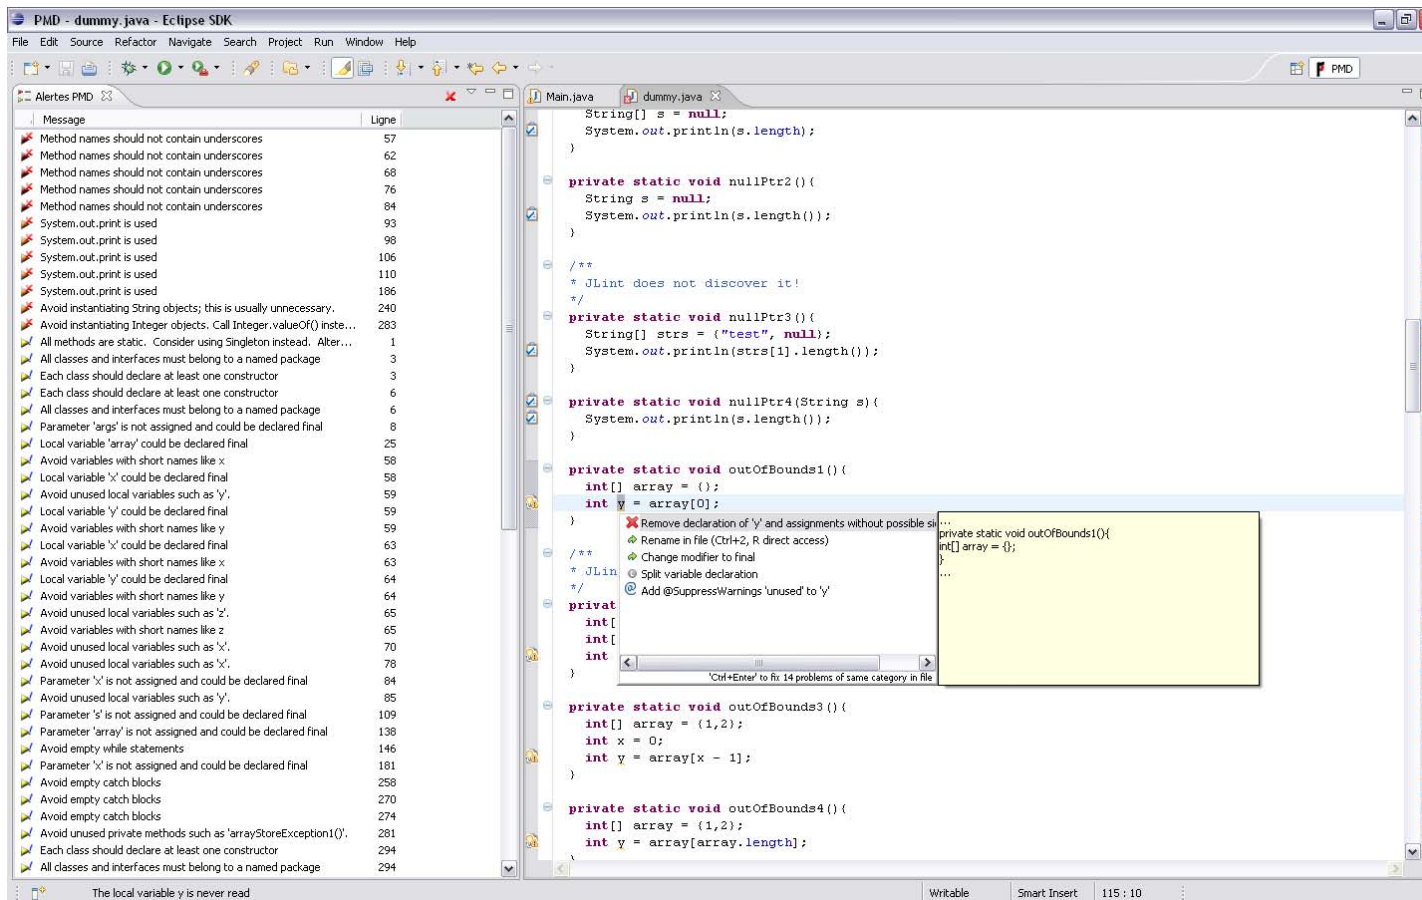 PMD - dummy.java - Eclipse SDK
File Edit Source Refactor Navigate Search Project Run Window Help
PMD
Alertes PMD
Message Ligne
Method names should not contain underscores 57
Method names should not contain underscores 62
Method names should not contain underscores 68
Method names should not contain underscores 76
Method names should not contain underscores 84
System.out.print is used 93
System.out.print is used 98
System.out.print is used 106
System.out.print is used 110
System.out.print is used 186
Avoid instantiating String objects; this is usually unnecessary. 240
Avoid instantiating Integer objects. Call Integer.valueOf() inste... 283
All methods are static. Consider using Singleton instead. Alter... 1
All classes and interfaces must belong to a named package 3
Each class should declare at least one constructor 3
Each class should declare at least one constructor 6
All classes and interfaces must belong to a named package 6
Parameter 'args' is not assigned and could be declared final 8
Local variable 'array' could be declared final 25
Avoid variables with short names like x 58
Local variable 'x' could be declared final 58
Avoid unused local variables such as 'y'. 59
Local variable 'y' could be declared final 59
Avoid variables with short names like y 59
Local variable 'x' could be declared final 63
Avoid variables with short names like x 63
Local variable 'y' could be declared final 64
Avoid variables with short names like y 64
Avoid unused local variables such as 'z'. 65
Avoid variables with short names like z 65
Avoid unused local variables such as 'x'. 70
Avoid unused local variables such as 'x'. 78
Parameter 'x' is not assigned and could be declared final 84
Avoid unused local variables such as 'y'. 85
Parameter 's' is not assigned and could be declared final 109
Parameter 'array' is not assigned and could be declared final 138
Avoid empty while statements 146
Parameter 'x' is not assigned and could be declared final 181
Avoid empty catch blocks 258
Avoid empty catch blocks 270
Avoid empty catch blocks 274
Avoid unused private methods such as 'arrayStoreException1()'. 281
Each class should declare at least one constructor 294
All classes and interfaces must belong to a named package 294
Main.java dummy.java
String[] s = null;
System.out.println(s.length);
}
private static void nullPtr2(){
String s = null;
System.out.println(s.length());
}
/**
* JLint does not discover it!
*/
private static void nullPtr3(){
String[] strs = {"test", null};
System.out.println(strs[1].length());
}
private static void nullPtr4(String s){
System.out.println(s.length());
}
private static void outOfBounds1(){
int[] array = {};
int y = array[0];
}
/**
* JLin
*/
privat
int[
int[
int
}
Remove declaration of 'y' and assignments without possible si
Rename in file (Ctrl+2, R direct access)
Change modifier to final
Split variable declaration
Add @SuppressWarnings 'unused' to 'y'
'Ctrl+Enter' to fix 14 problems of same category in file
...
private static void outOfBounds1(){
int[] array = {};
}
...
private static void outOfBounds3(){
int[] array = {1,2};
int x = 0;
int y = array[x - 1];
}
private static void outOfBounds4(){
int[] array = {1,2};
int y = array[array.length];
The local variable y is never read Writable Smart Insert 115 : 10